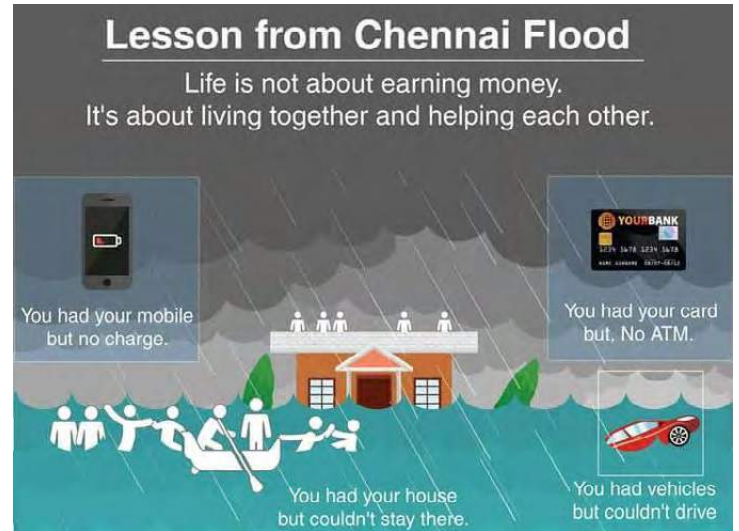 Lesson from Chennai Flood
Life is not about earning money.
It's about living together and helping each other.
You had your mobile
but no charge.
YOURBANK
1234 5678 1234 5678
You had your card
but, No ATM.
You had your house
but couldn't stay there.
You had vehicles
but couldn't drive